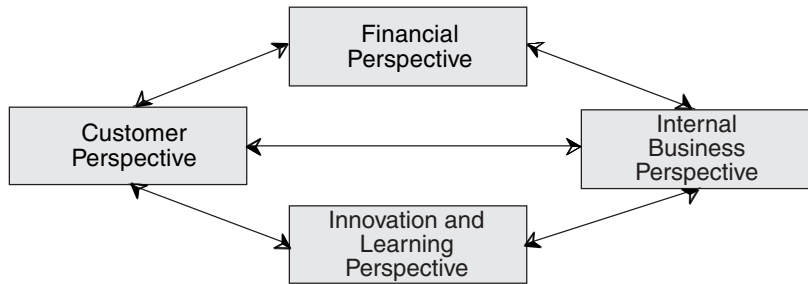 Financial
Perspective
Customer
Perspective
Internal
Business
Perspective
Innovation and
Learning
Perspective